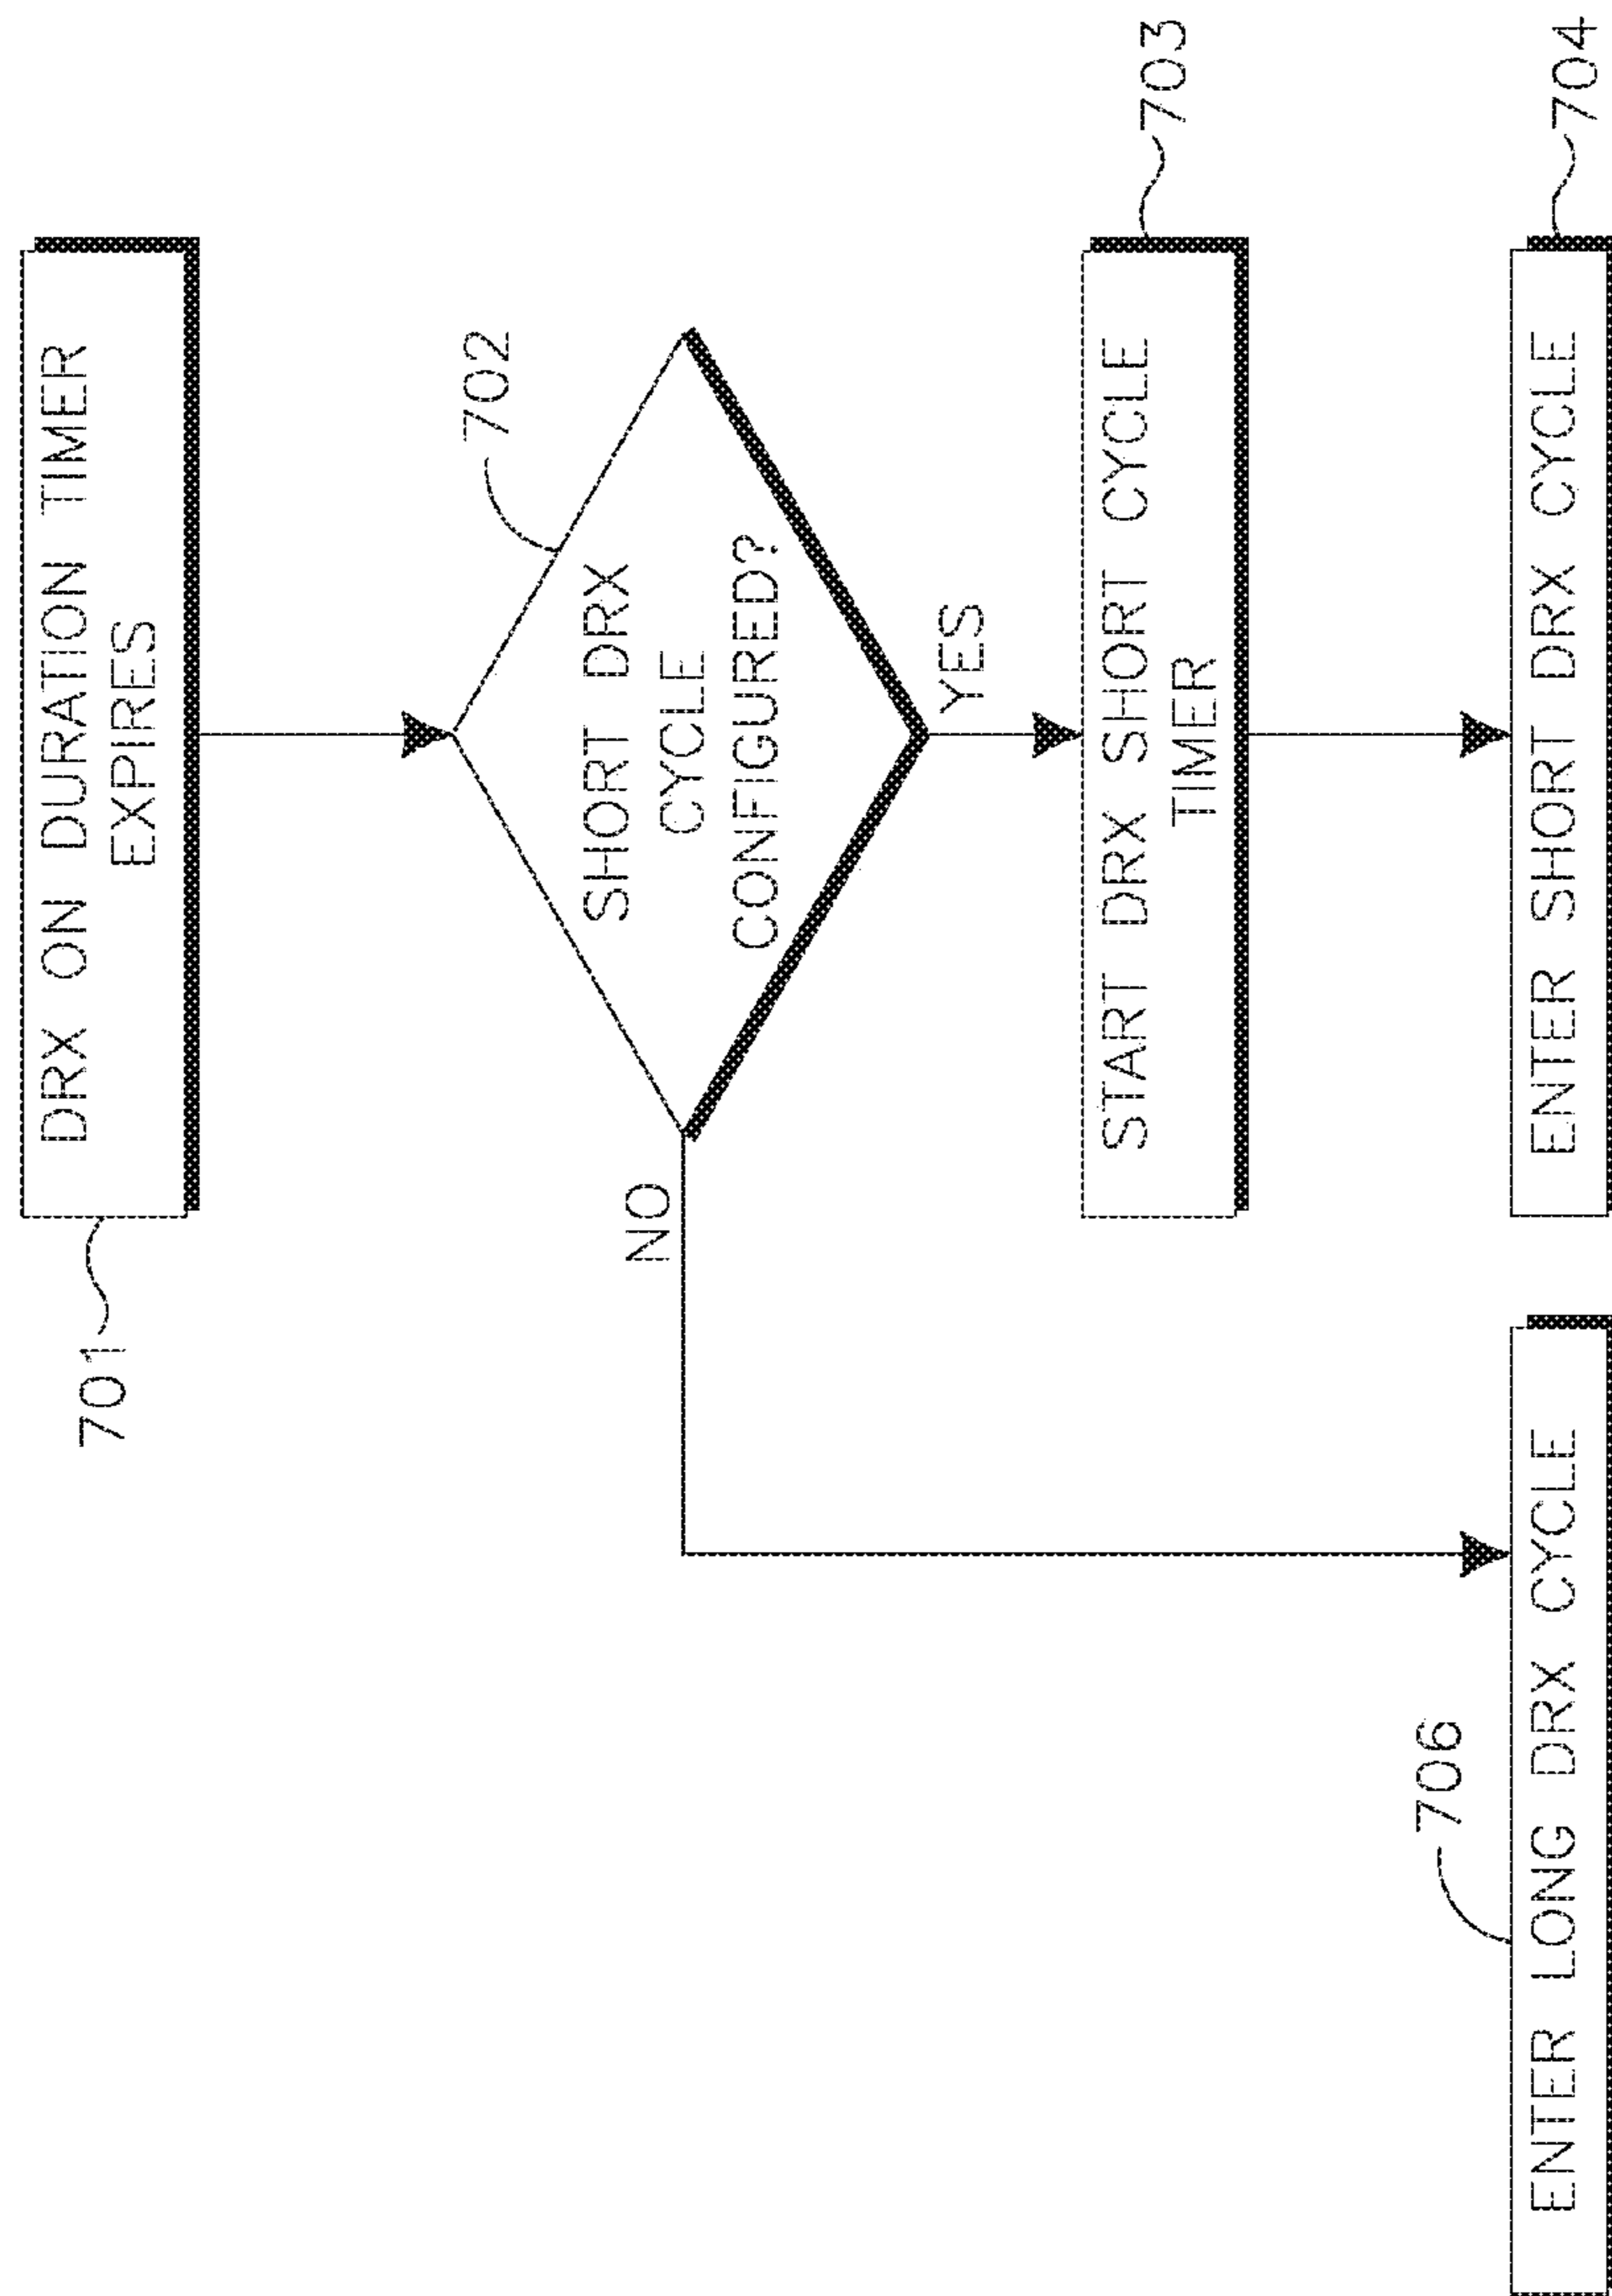 701
DRX ON DURATION TIMER
EXPIRES
702
SHORT DRX
CYCLE
CONFIGURED?
NO
YES
START DRX SHORT CYCLE
TIMER
703
706
ENTER LONG DRX CYCLE
ENTER SHORT DRX CYCLE
704